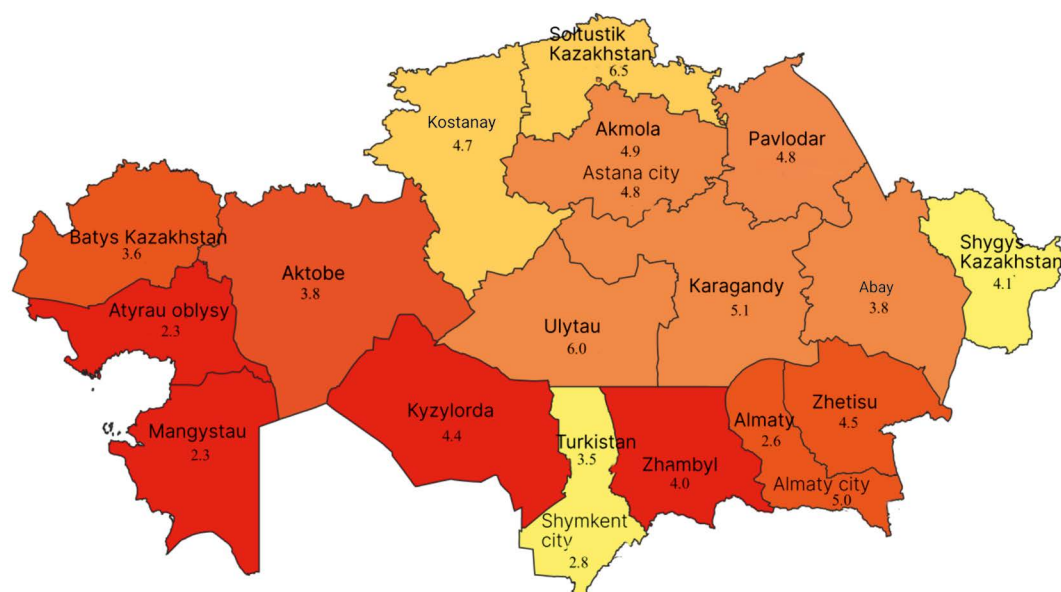 Soltustik
Kazakhstan
6.5
Kostanay
4.7
Akmola
4.9
Astana city
4.8
Pavlodar
4.8
Batys Kazakhstan
3.6
Aktobe
3.8
Atyrau oblysy
2.3
Mangystau
2.3
Ulytau
6.0
Karagandy
5.1
Abay
3.8
Shygys
Kazakhstan
4.1
Kyzylorda
4.4
Turkistan
3.5
Shymkent
city
2.8
Zhambyl
4.0
Almaty
2.6
Zhetisu
4.5
Almaty city
5.0